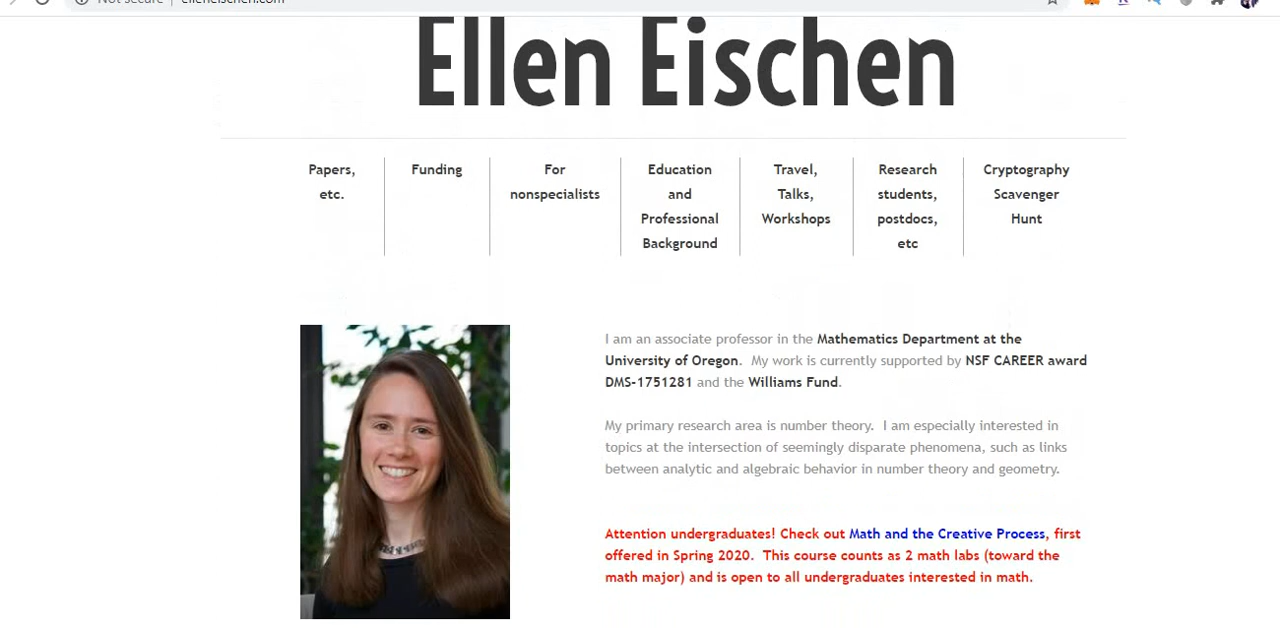 Not secure | elleneischen.com
Ellen Eischen
Papers,
etc.
Funding
For
nonspecialists
Education
and
Professional
Background
Travel,
Talks,
Workshops
Research
students,
postdocs,
etc
Cryptography
Scavenger
Hunt
I am an associate professor in the Mathematics Department at the
University of Oregon.  My work is currently supported by NSF CAREER award
DMS-1751281 and the Williams Fund.
My primary research area is number theory.  I am especially interested in
topics at the intersection of seemingly disparate phenomena, such as links
between analytic and algebraic behavior in number theory and geometry.
Attention undergraduates! Check out Math and the Creative Process, first
offered in Spring 2020.  This course counts as 2 math labs (toward the
math major) and is open to all undergraduates interested in math.